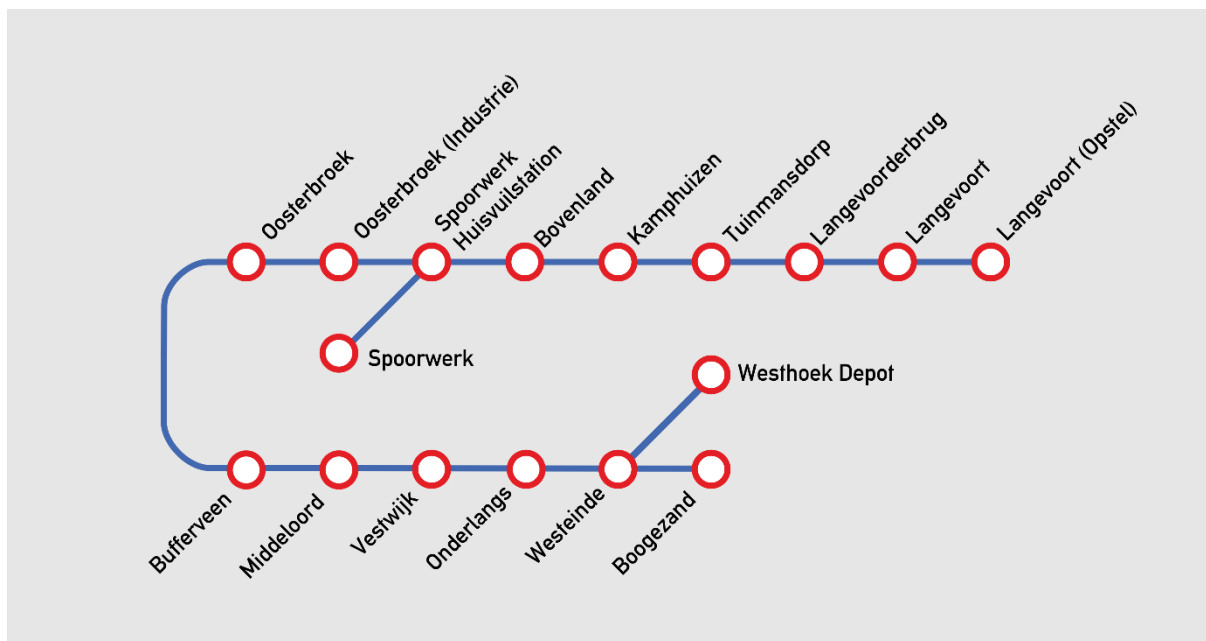 Oosterbroek
Oosterbroek (Industrie)
Spoorwerk
Huisvuilstation
Bovenland
Kamphuizen
Tuinmansdorp
Langevoorderbrug
Langevoort
Langevoort (Opstel)
Spoorwerk
Westhoek Depot
Bufferveen
Middeloord
Vestwijk
Onderlangs
Westeinde
Boogezand